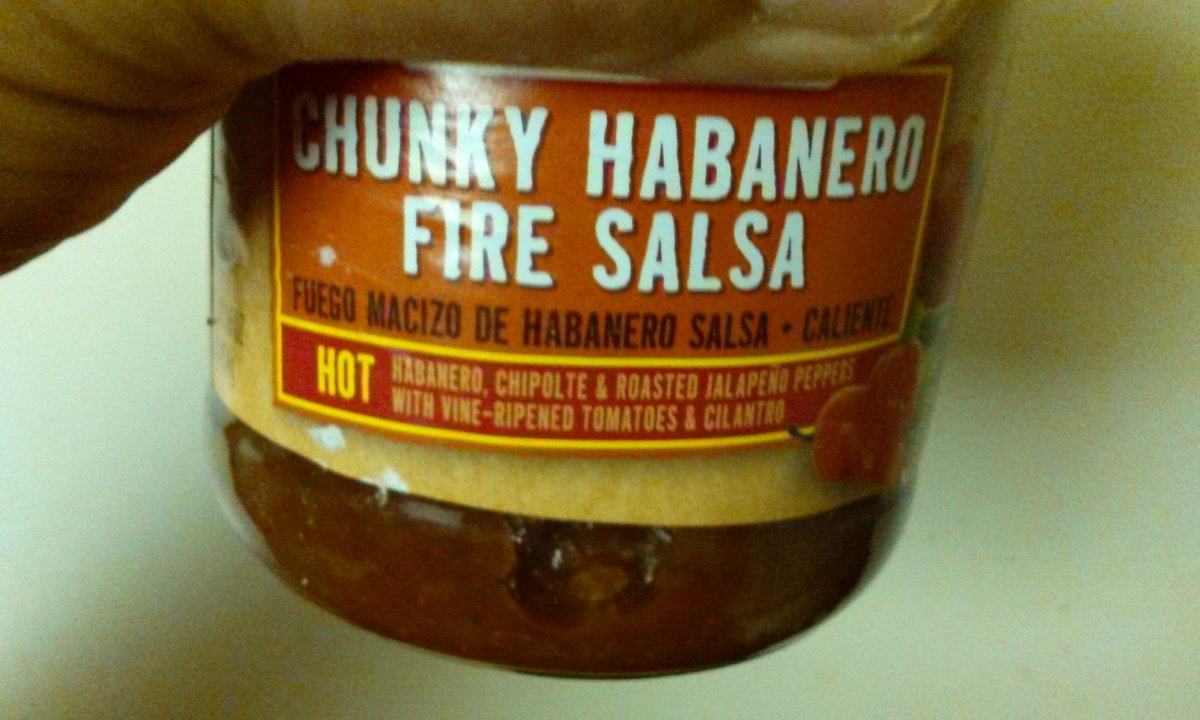 CHUNKY HABANERO
FIRE SALSA
FUEGO MACIZO DE HABANERO SALSA • CALIENTE
HOT
HABANERO, CHIPOLTE & ROASTED JALAPEÑO PEPPERS
WITH VINE-RIPENED TOMATOES & CILANTRO